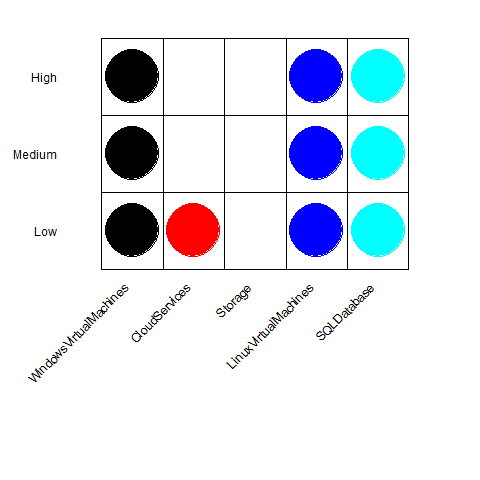 High
Medium
Low
WindowsVirtualMachines
CloudServices
Storage
LinuxVirtualMachines
SQLDatabase